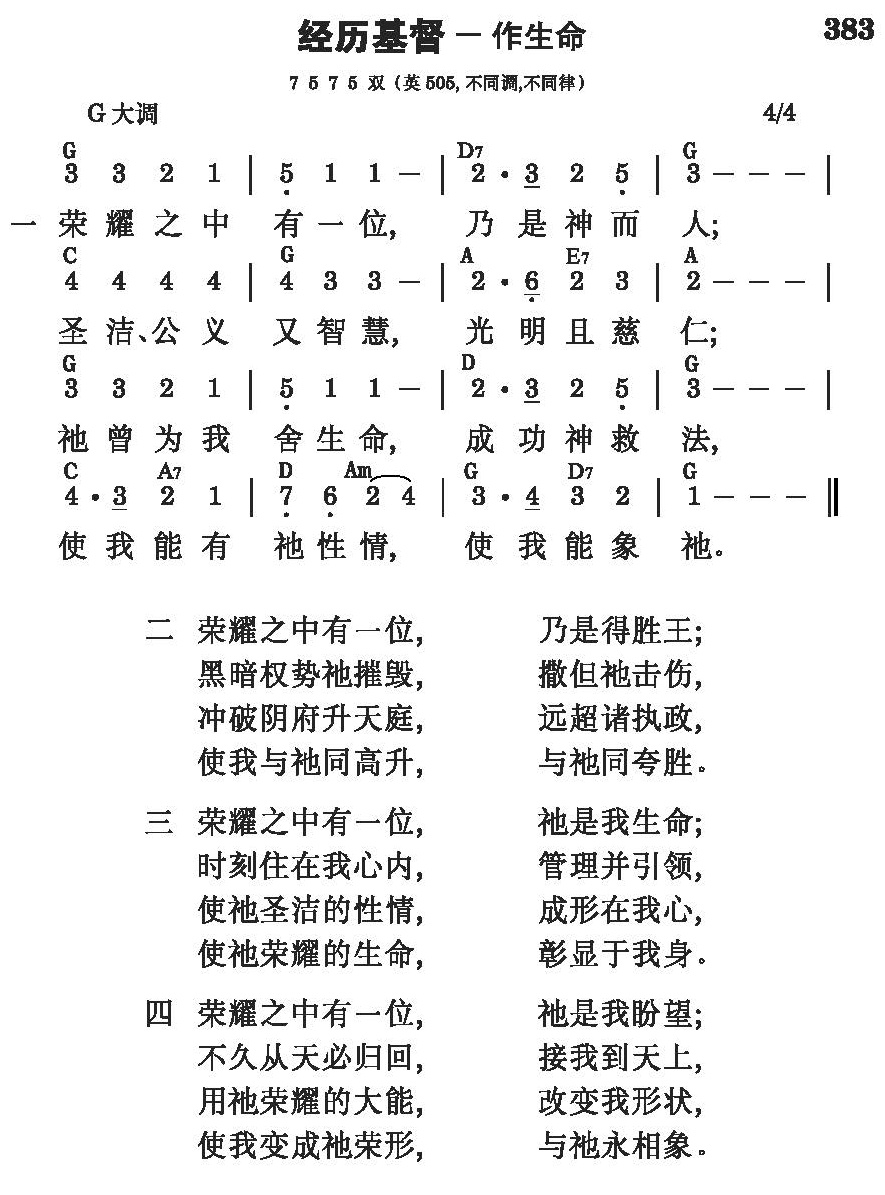 经历基督－作生命 383
7 5 7 5 双（英505, 不同调,不同律）
G大调 4/4
G D7 G
3 3 2 1 | 5 1 1 － | 2 · 3 2 5 | 3 － － － |
一 荣耀之中 有一位, 乃是神而 人;
C G A E7 A
4 4 4 4 | 4 3 3 － | 2 · 6 2 3 | 2 － － － |
圣洁、公义 又智慧, 光明且慈 仁;
G D G
3 3 2 1 | 5 1 1 － | 2 · 3 2 5 | 3 － － － |
祂曾为我 舍生命, 成功神救 法,
C A7 D Am G D7 G
4 · 3 2 1 | 7 6 2 4 | 3 · 4 3 2 | 1 － － － ‖
使我能有 祂性情, 使我能象 祂。
二 荣耀之中有一位, 乃是得胜王;
黑暗权势祂摧毁, 撒但祂击伤,
冲破阴府升天庭, 远超诸执政,
使我与祂同高升, 与祂同夸胜。
三 荣耀之中有一位, 祂是我生命;
时刻住在我心内, 管理并引领,
使祂圣洁的性情, 成形在我心,
使祂荣耀的生命, 彰显于我身。
四 荣耀之中有一位, 祂是我盼望;
不久从天必归回, 接我到天上,
用祂荣耀的大能, 改变我形状,
使我变成祂荣形, 与祂永相象。